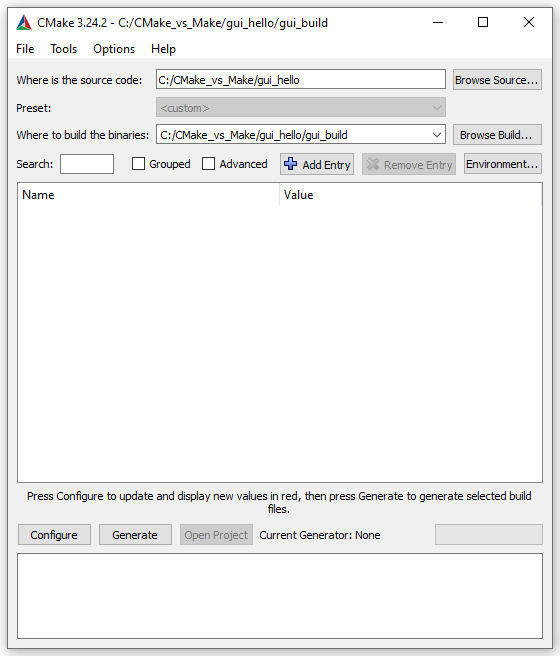 CMake 3.24.2 - C:/CMake_vs_Make/gui_hello/gui_build
File Tools Options Help
Where is the source code: C:/CMake_vs_Make/gui_hello Browse Source...
Preset: <custom>
Where to build the binaries: C:/CMake_vs_Make/gui_hello/gui_build Browse Build...
Search: Grouped Advanced Add Entry Remove Entry Environment...
Name Value
Press Configure to update and display new values in red, then press Generate to generate selected build
files.
Configure Generate Open Project Current Generator: None